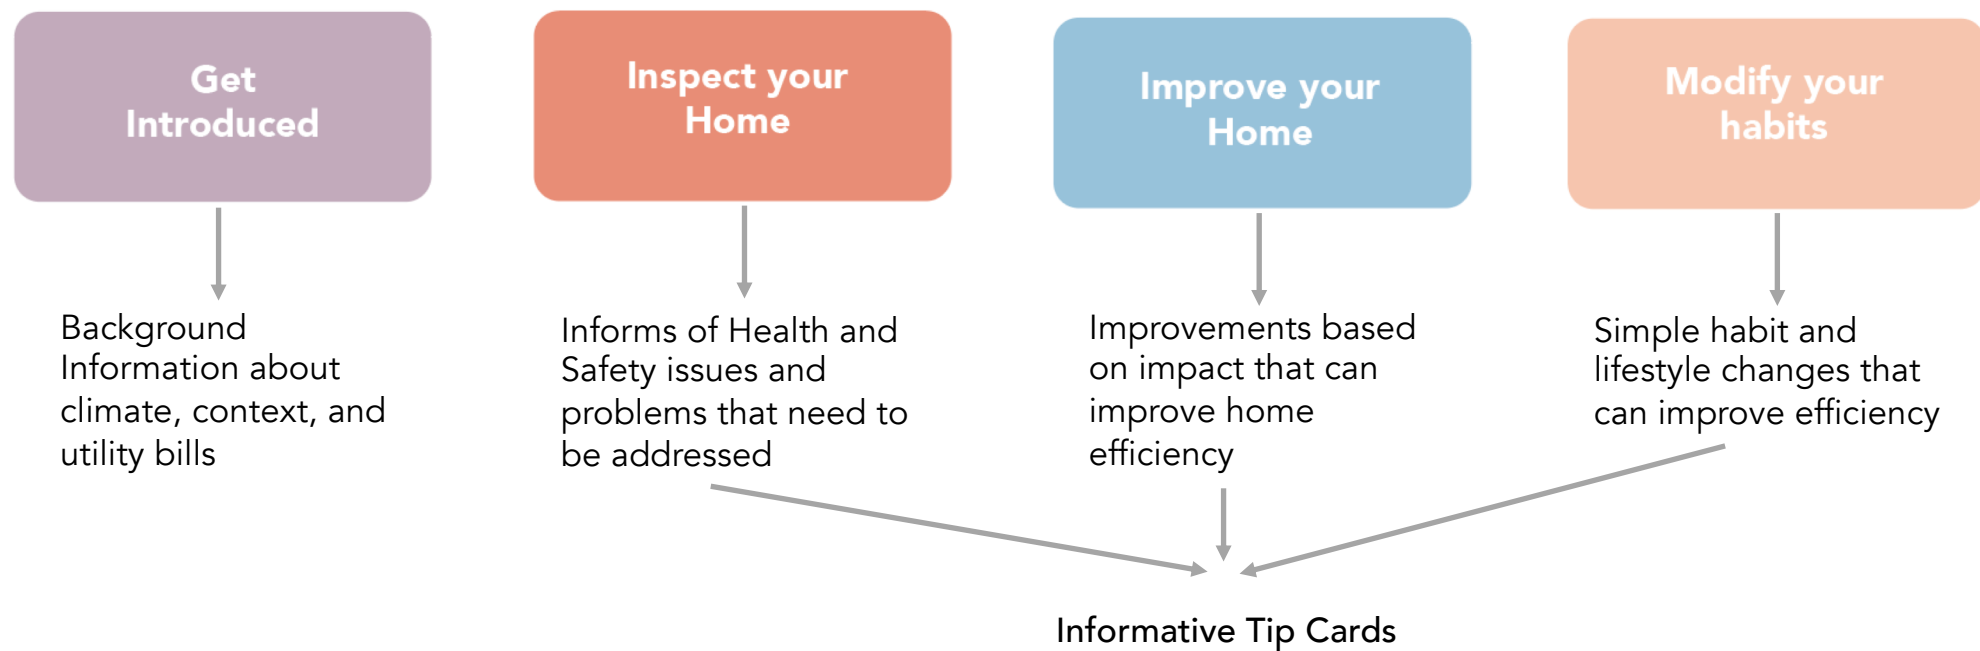 Get
Introduced
Inspect your
Home
Improve your
Home
Modify your
habits
Background
Information about
climate, context, and
utility bills
Informs of Health and
Safety issues and
problems that need to
be addressed
Improvements based
on impact that can
improve home
efficiency
Simple habit and
lifestyle changes that
can improve efficiency
Informative Tip Cards